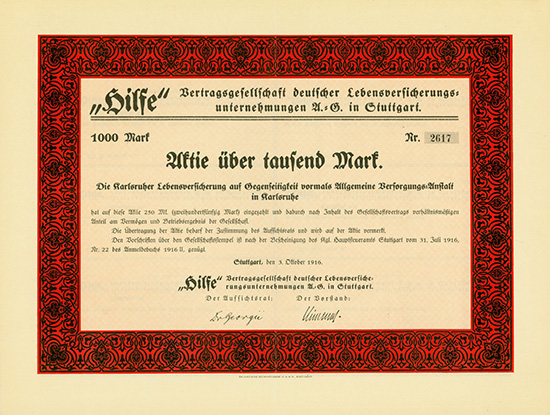 „Hilfe“ Vertragsgesellschaft deutscher Lebensversicherungs-
unternehmungen A.-G. in Stuttgart.
1000 Mark Nr. 2617
Aktie über tausend Mark.
Die Karlsruher Lebensversicherung auf Gegenseitigkeit vormals Allgemeine Versorgungs-Anstalt
in Karlsruhe
hat auf diese Aktie 250 Mk. (zweihundertfünfzig Mark) eingezahlt und dadurch nach Inhalt des Gesellschaftsvertrags verhältnismäßigen
Anteil am Vermögen und Betriebsergebnis der Gesellschaft.
Die Übertragung der Aktie bedarf der Zustimmung des Aufsichtsrats und wird auf der Aktie vermerkt.
Den Vorschriften über den Gesellschaftsstempel ist nach der Bescheinigung des Kgl. Hauptsteueramts Stuttgart vom 31. Juli 1916,
Nr. 22 des Anmeldebuchs 1916 II, genügt.
Stuttgart, den 3. Oktober 1916.
„Hilfe“ Vertragsgesellschaft deutscher Lebensversiche-
rungsunternehmungen A.-G. in Stuttgart.
Der Aufsichtsrat: Der Vorstand:
Dr. Georgii